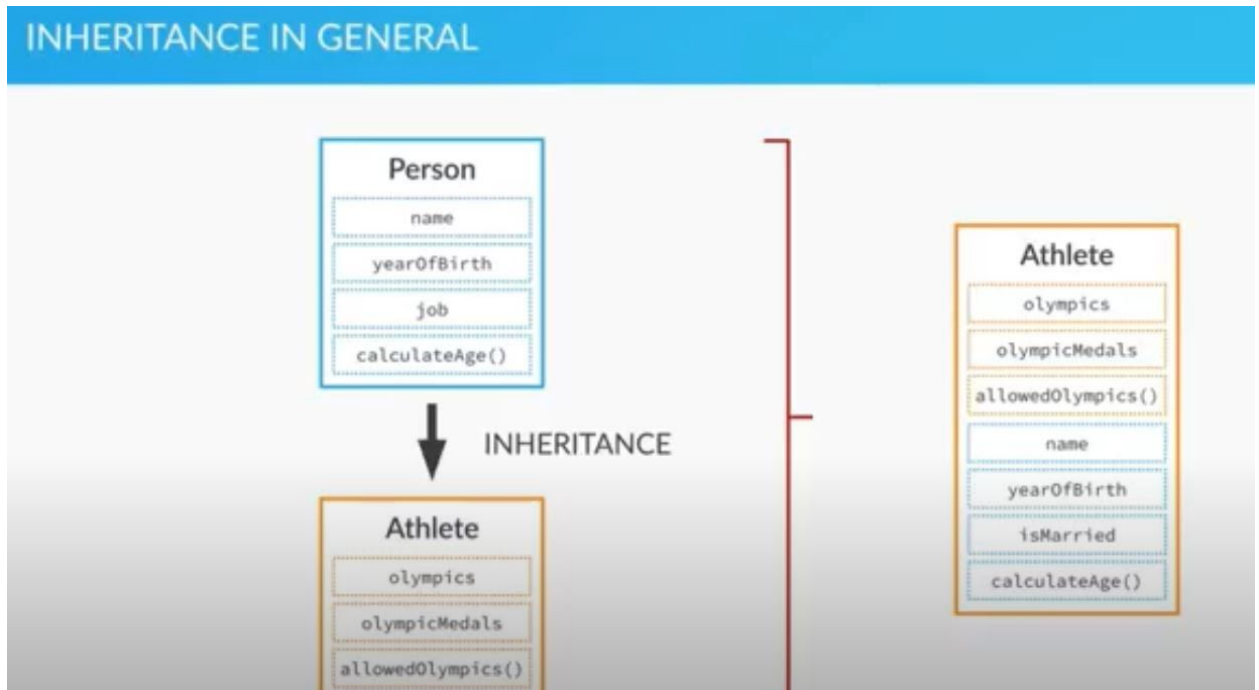 INHERITANCE IN GENERAL
Person
name
yearOfBirth
job
calculateAge()
INHERITANCE
Athlete
olympics
olympicMedals
allowedOlympics()
Athlete
olympics
olympicMedals
allowedOlympics()
name
yearOfBirth
isMarried
calculateAge()